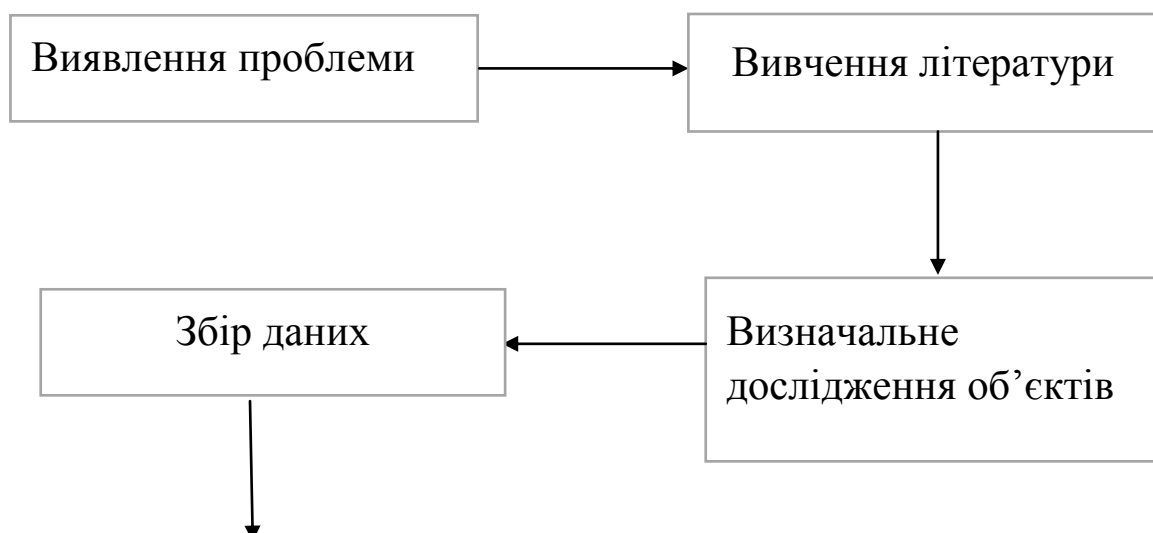 Виявлення проблеми
Вивчення літератури
Визначальне
дослідження об’єктів
Збір даних